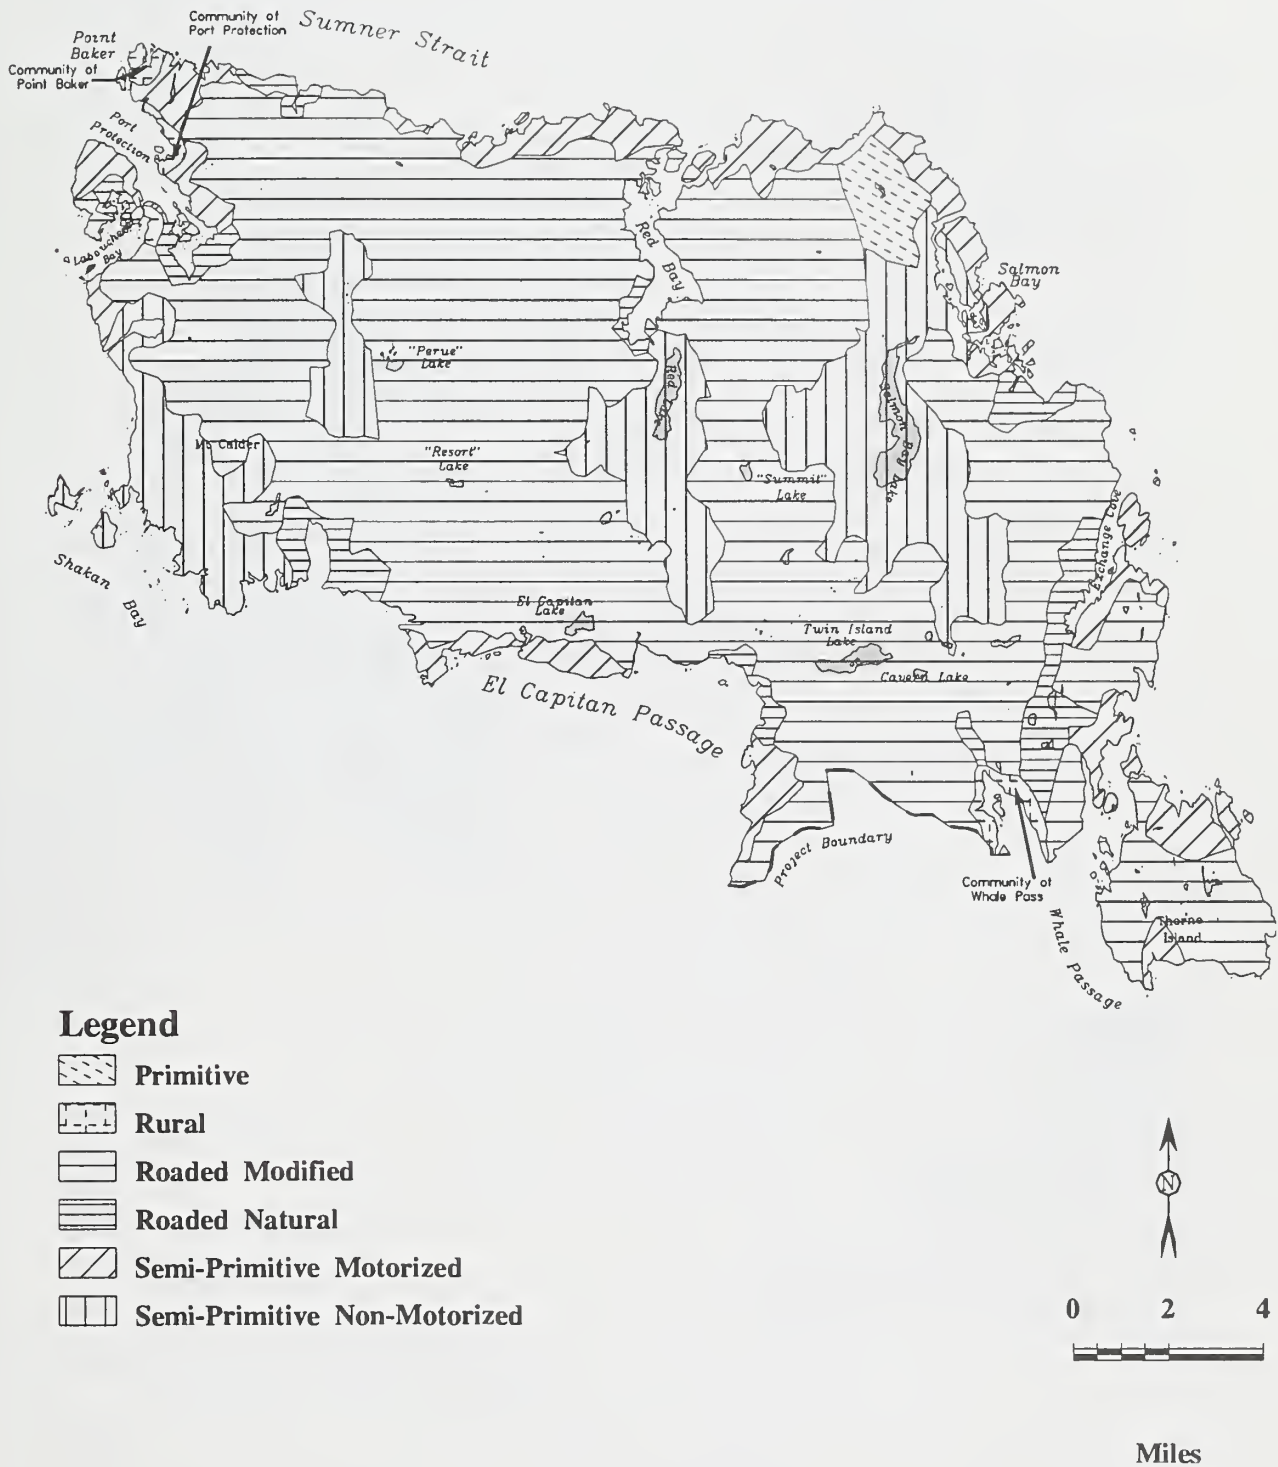 Community of
Port Protection
Sumner Strait
Point
Baker
Community of
Point Baker
Port
Protection
Labouchere
Bay
Red Bay
Salmon
Bay
"Perue"
Lake
Red Lake
Salmon Bay Lake
Mt Calder
"Resort"
Lake
"Summit"
Lake
Exchange Cove
Shakan Bay
El Capitan
Lake
Twin Island
Lake
Cavern Lake
El Capitan Passage
Project Boundary
Community of
Whale Pass
Whale Passage
Thorne
Island
Legend
Primitive
Rural
Roaded Modified
Roaded Natural
Semi-Primitive Motorized
Semi-Primitive Non-Motorized
N
0 2 4
Miles